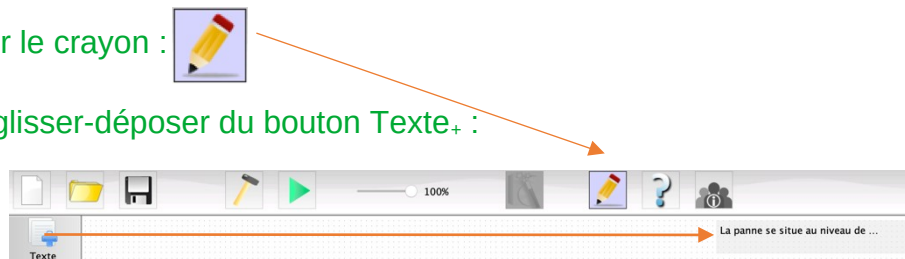 r le crayon :
glisser-déposer du bouton Texte+ :
100%
Texte
La panne se situe au niveau de ...